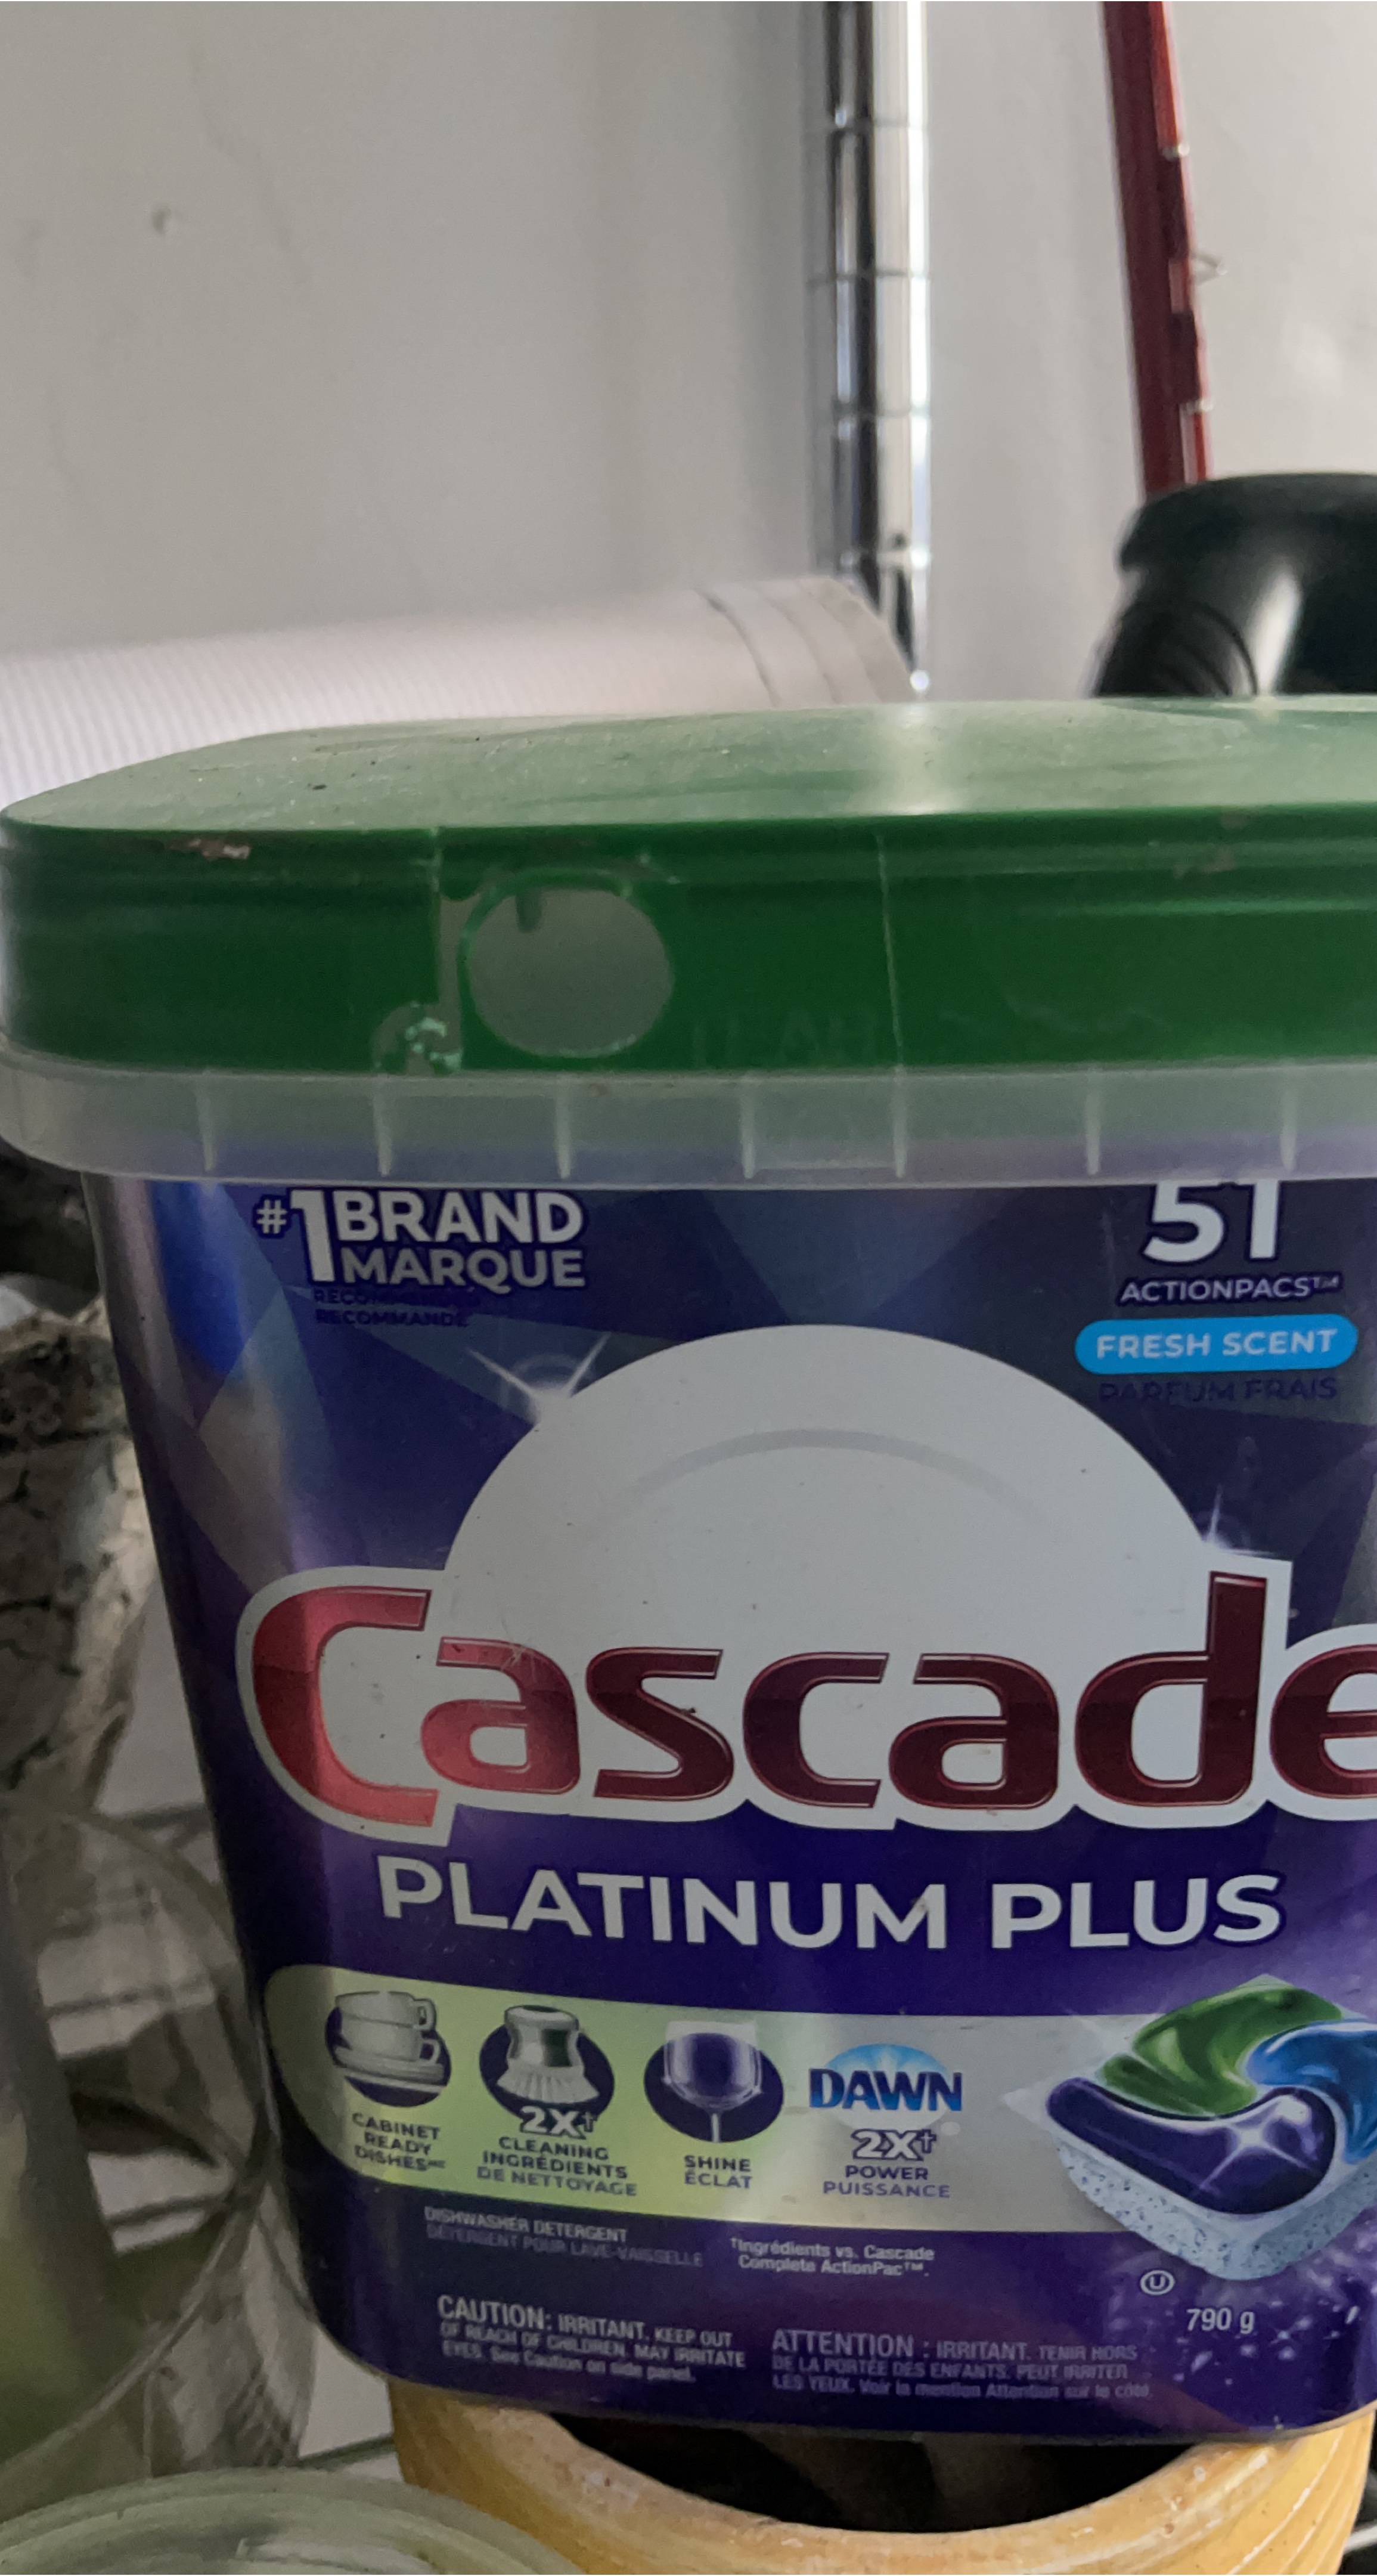 #1 BRAND
MARQUE
RECOMMENDED
RECOMMANDÉ
51
ACTIONPACS™
FRESH SCENT
PARFUM FRAIS
Cascade
PLATINUM PLUS
CABINET
READY
DISHES
2X†
CLEANING
INGRÉDIENTS
DE NETTOYAGE
SHINE
ÉCLAT
DAWN
2X†
POWER
PUISSANCE
DISHWASHER DETERGENT
DÉTERGENT POUR LAVE-VAISSELLE
†Ingrédients vs. Cascade
Complete ActionPac™.
U
790 g
CAUTION: IRRITANT. KEEP OUT
OF REACH OF CHILDREN. MAY IRRITATE
EYES. See Caution on side panel.
ATTENTION : IRRITANT. TENIR HORS
DE LA PORTÉE DES ENFANTS. PEUT IRRITER
LES YEUX. Voir la mention Attention sur le côté.